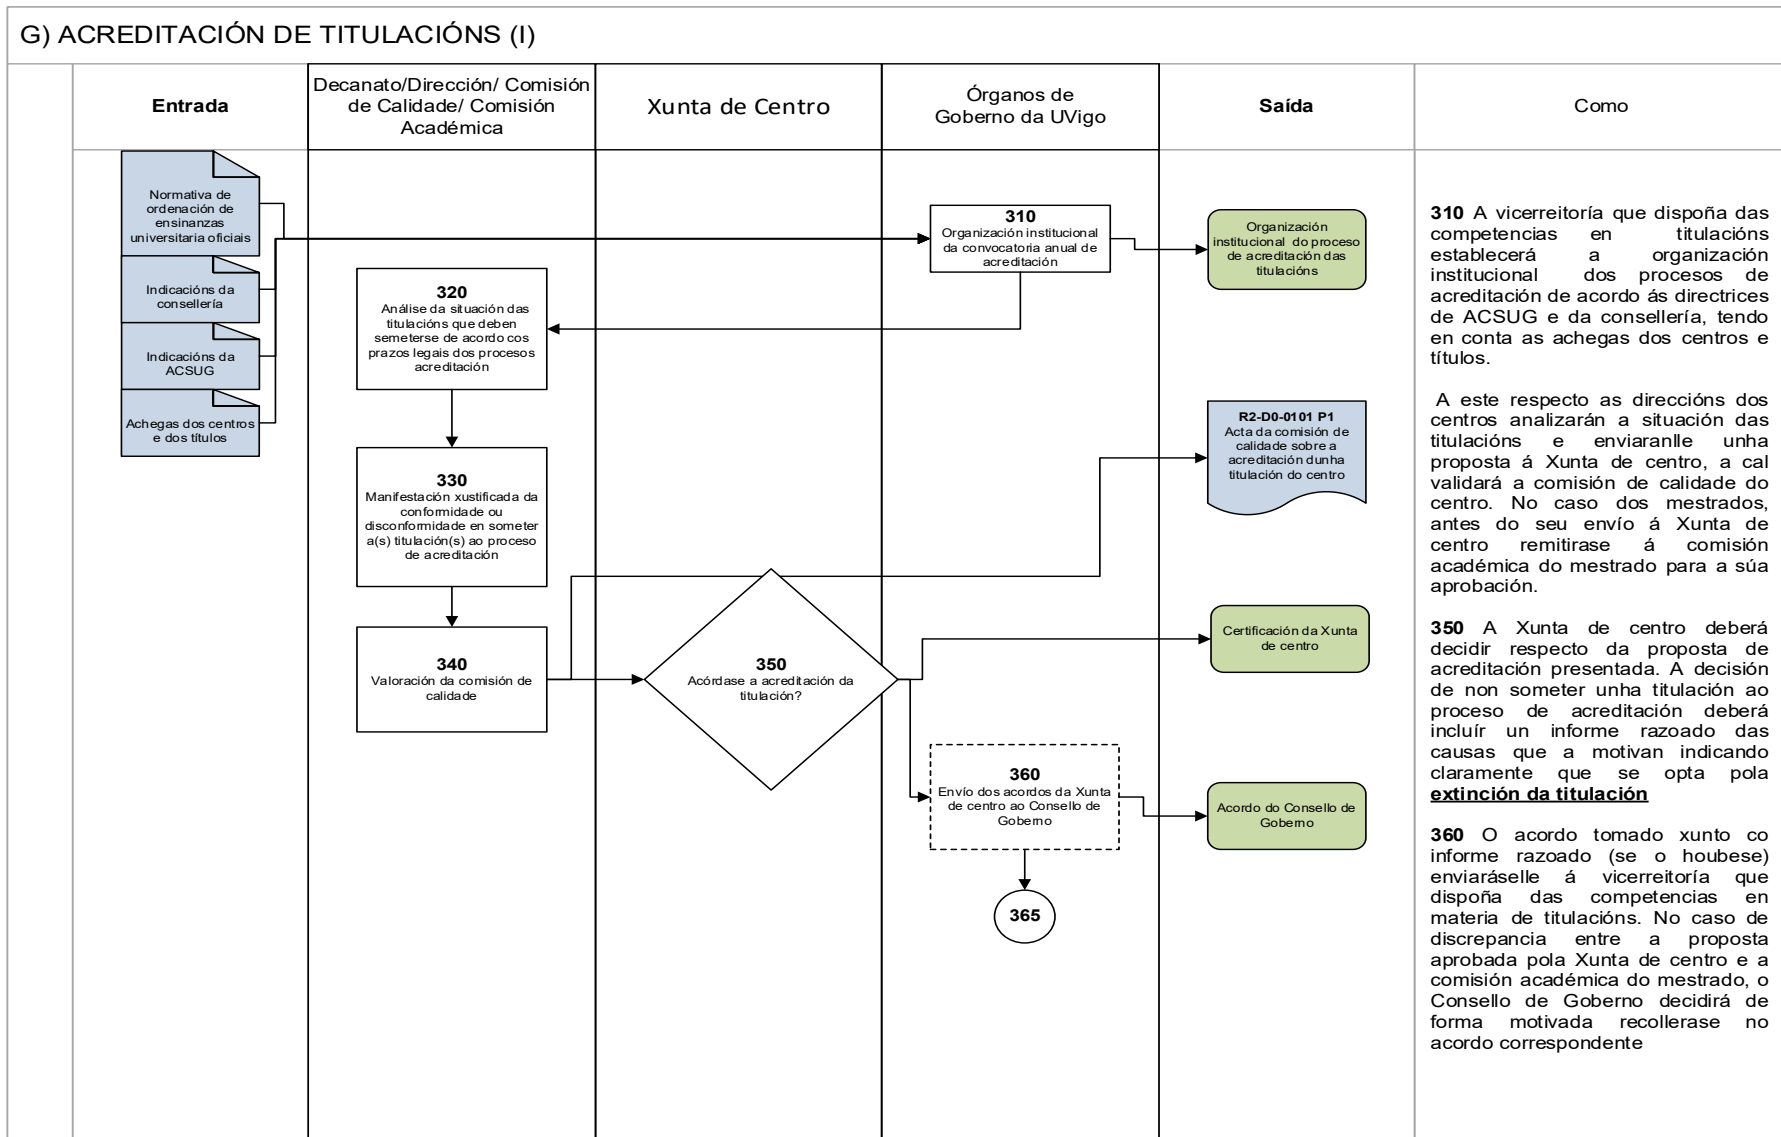 G) ACREDITACIÓN DE TITULACIÓNS (I)
Entrada
Decanato/Dirección/ Comisión
de Calidade/ Comisión
Académica
Xunta de Centro
Órganos de
Goberno da UVigo
Saída
Como
Normativa de
ordenación de
ensinanzas
universitaria oficiais
Indicacións da
consellería
Indicacións da
ACSUG
Achegas dos centros
e dos títulos
310
Organización institucional
da convocatoria anual de
acreditación
Organización
institucional do proceso
de acreditación das
titulacións
320
Análise da situación das
titulacións que deben
semeterse de acordo cos
prazos legais dos procesos
acreditación
330
Manifestación xustificada da
conformidade ou
disconformidade en someter
a(s) titulación(s) ao proceso
de acreditación
R2-D0-0101 P1
Acta da comisión de
calidade sobre a
acreditación dunha
titulación do centro
340
Valoración da comisión de
calidade
350
Acórdase a acreditación da
titulación?
Certificación da Xunta
de centro
360
Envío dos acordos da Xunta
de centro ao Consello de
Goberno
Acordo do Consello de
Goberno
365
310 A vicerreitoría que dispoña das
competencias en titulacións
establecerá a organización
institucional dos procesos de
acreditación de acordo ás directrices
de ACSUG e da consellería, tendo
en conta as achegas dos centros e
títulos.
A este respecto as direccións dos
centros analizarán a situación das
titulacións e enviaranlle unha
proposta á Xunta de centro, a cal
validará a comisión de calidade do
centro. No caso dos mestrados,
antes do seu envío á Xunta de
centro remitirase á comisión
académica do mestrado para a súa
aprobación.
350 A Xunta de centro deberá
decidir respecto da proposta de
acreditación presentada. A decisión
de non someter unha titulación ao
proceso de acreditación deberá
incluír un informe razoado das
causas que a motivan indicando
claramente que se opta pola
extinción da titulación
360 O acordo tomado xunto co
informe razoado (se o houbese)
enviaráselle á vicerreitoría que
dispoña das competencias en
materia de titulacións. No caso de
discrepancia entre a proposta
aprobada pola Xunta de centro e a
comisión académica do mestrado, o
Consello de Goberno decidirá de
forma motivada recollerase no
acordo correspondente